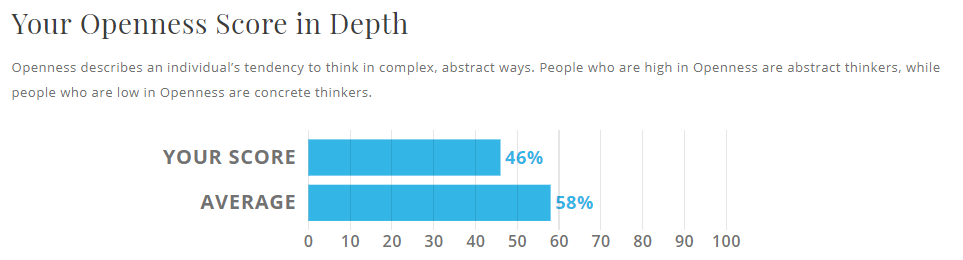 Your Openness Score in Depth
Openness describes an individual’s tendency to think in complex, abstract ways. People who are high in Openness are abstract thinkers, while
people who are low in Openness are concrete thinkers.
YOUR SCORE 46%
AVERAGE 58%
0 10 20 30 40 50 60 70 80 90 100